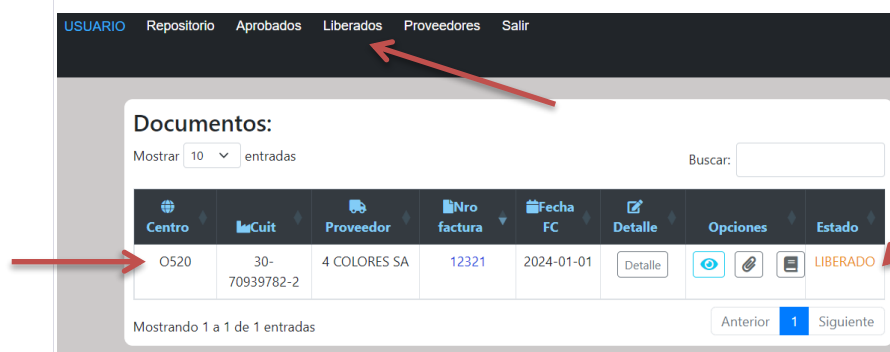 USUARIO Repositorio Aprobados Liberados Proveedores Salir
Documentos:
Mostrar 10 entradas
Buscar:
Centro Cuit Proveedor Nro factura Fecha FC Detalle Opciones Estado
O520 30-70939782-2 4 COLORES SA 12321 2024-01-01 Detalle LIBERADO
Mostrando 1 a 1 de 1 entradas
Anterior 1 Siguiente